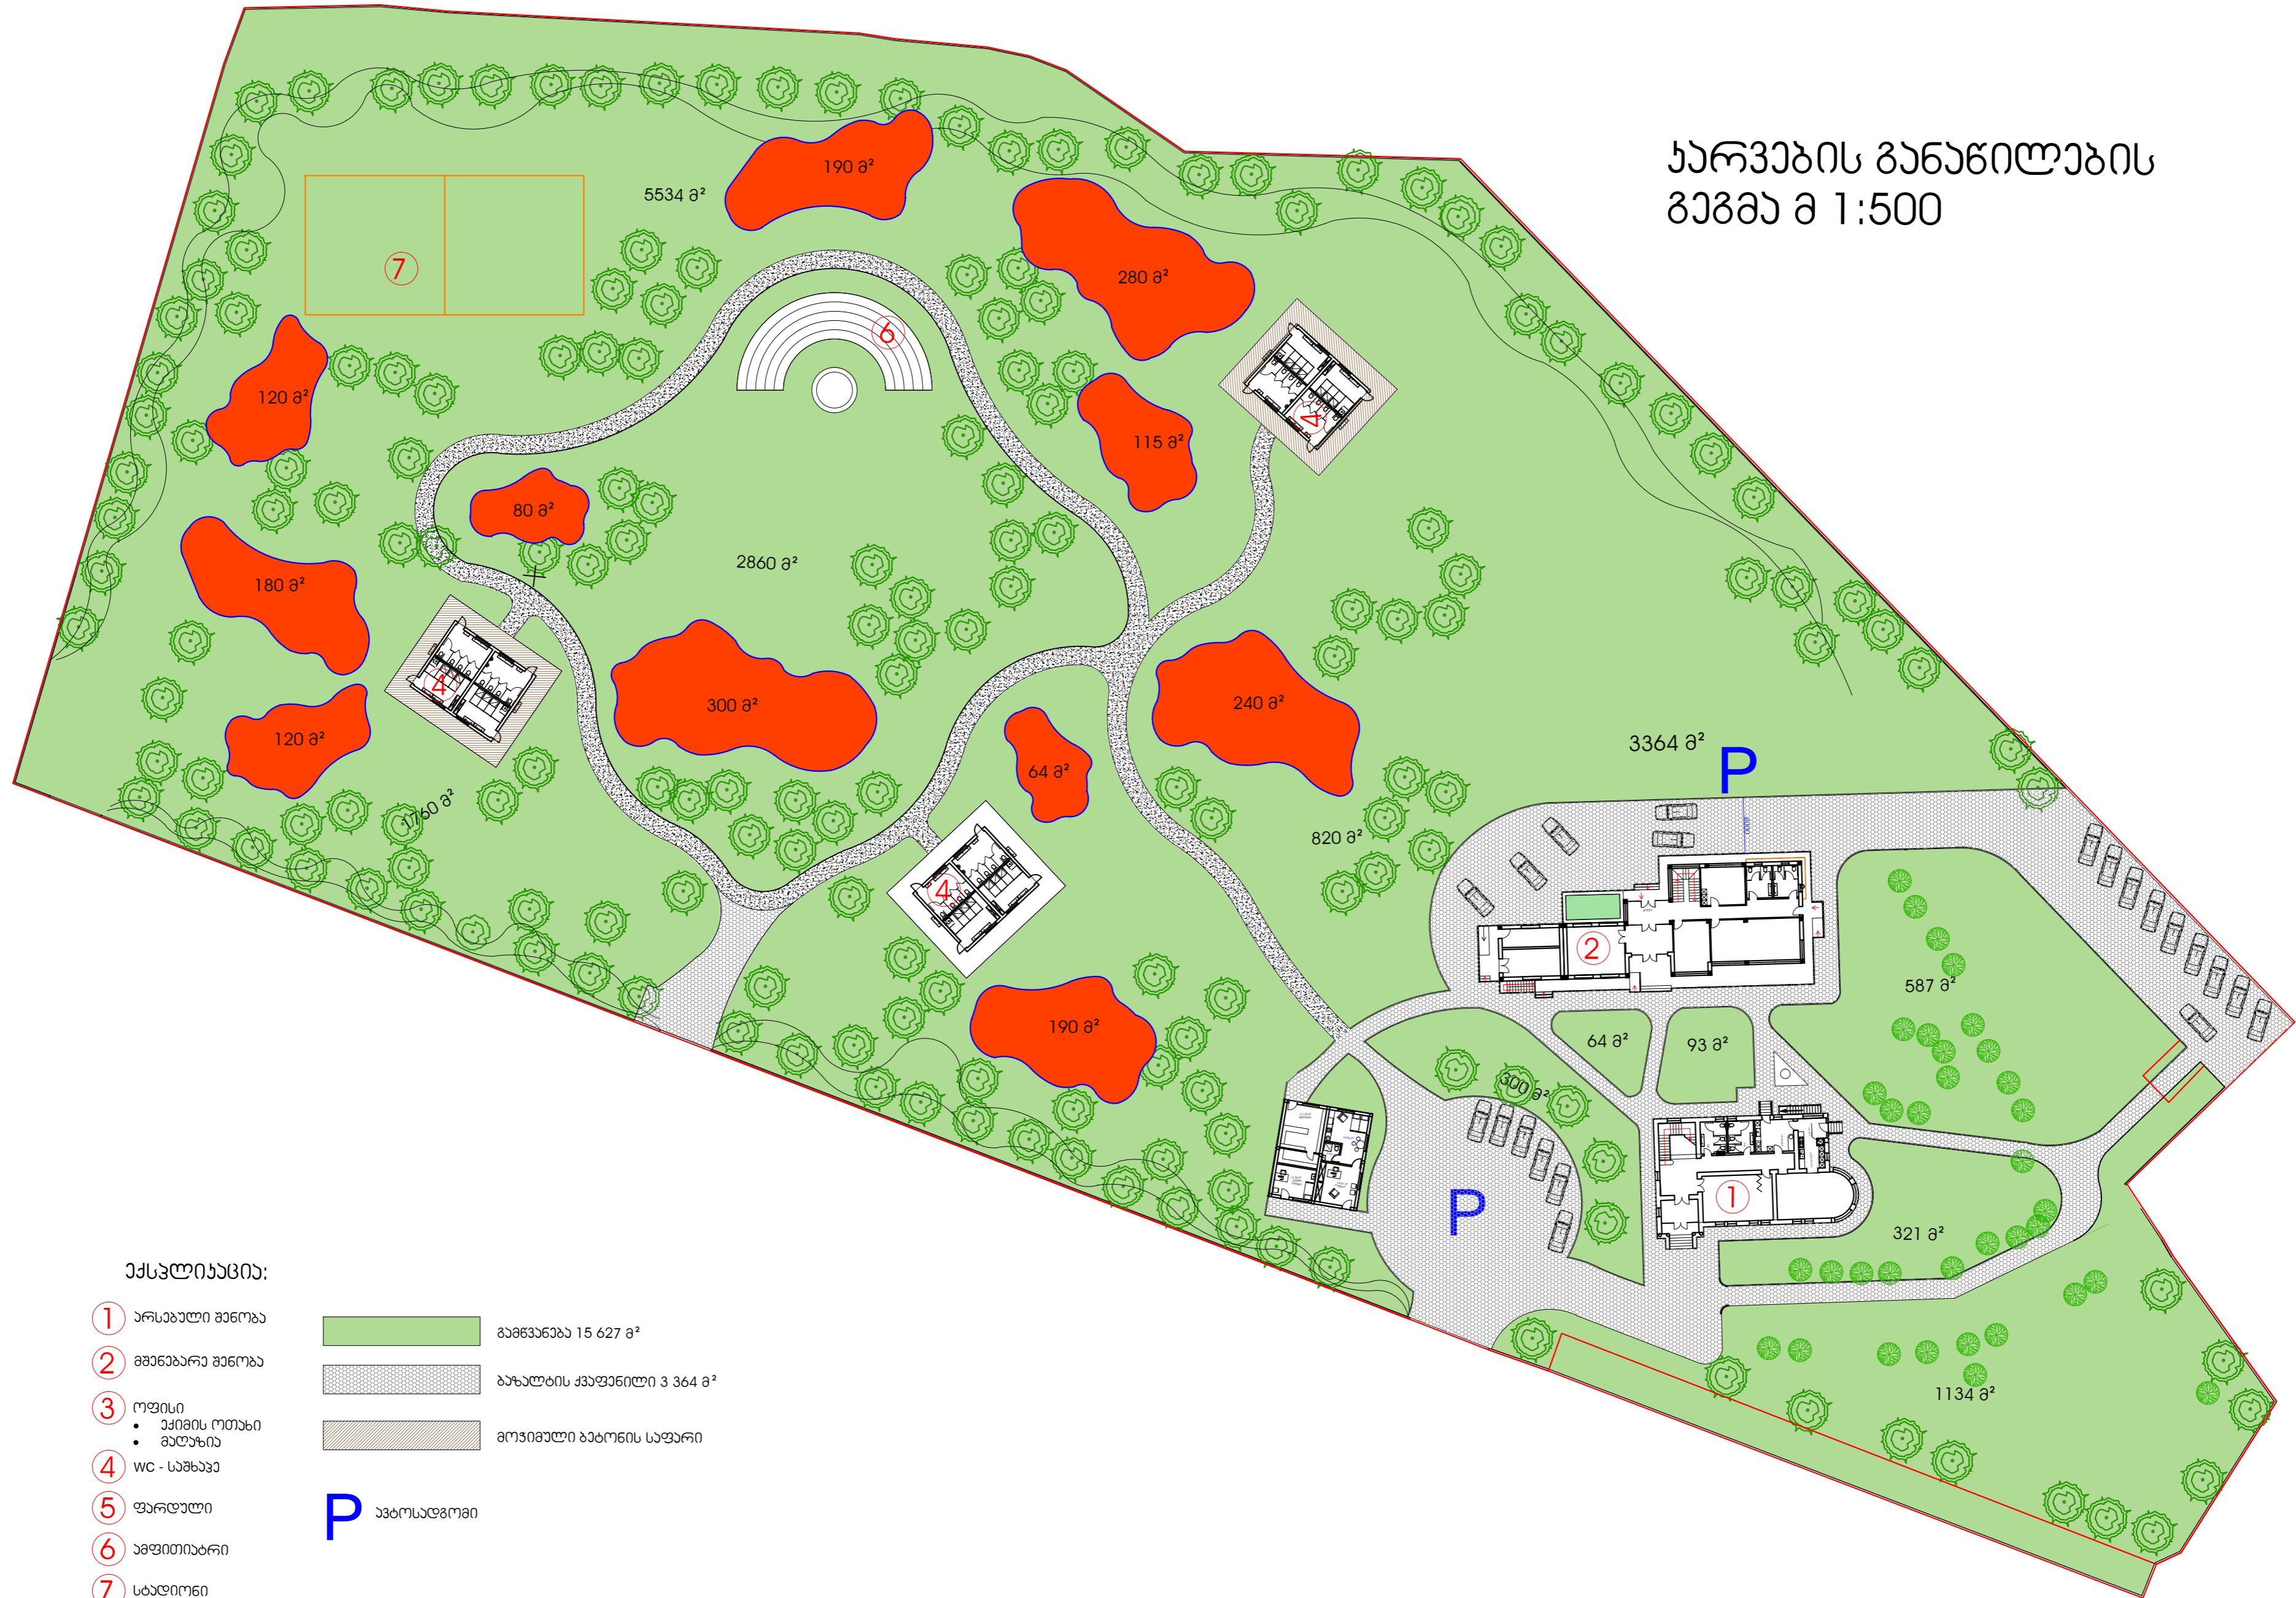 კარვების განაწილების
გეგმა მ 1:500
190 მ²
5534 მ²
280 მ²
7
6
120 მ²
4
115 მ²
80 მ²
2860 მ²
180 მ²
4
300 მ²
240 მ²
120 მ²
64 მ²
3364 მ²
P
1760 მ²
820 მ²
4
2
587 მ²
190 მ²
64 მ²
93 მ²
300 მ²
P
1
321 მ²
1134 მ²
ექსპლიკაცია:
1 არსებული შენობა
2 მშენებარე შენობა
3 ოფისი
• ექიმის ოთახი
• მაღაზია
4 WC - საშხაპე
5 ფარდული
6 ამფითიატრი
7 სტადიონი
გამწვანება 15 627 მ²
ბაზალტის ქვაფენილი 3 364 მ²
მოჭიმული ბეტონის საფარი
P ავტოსადგომი